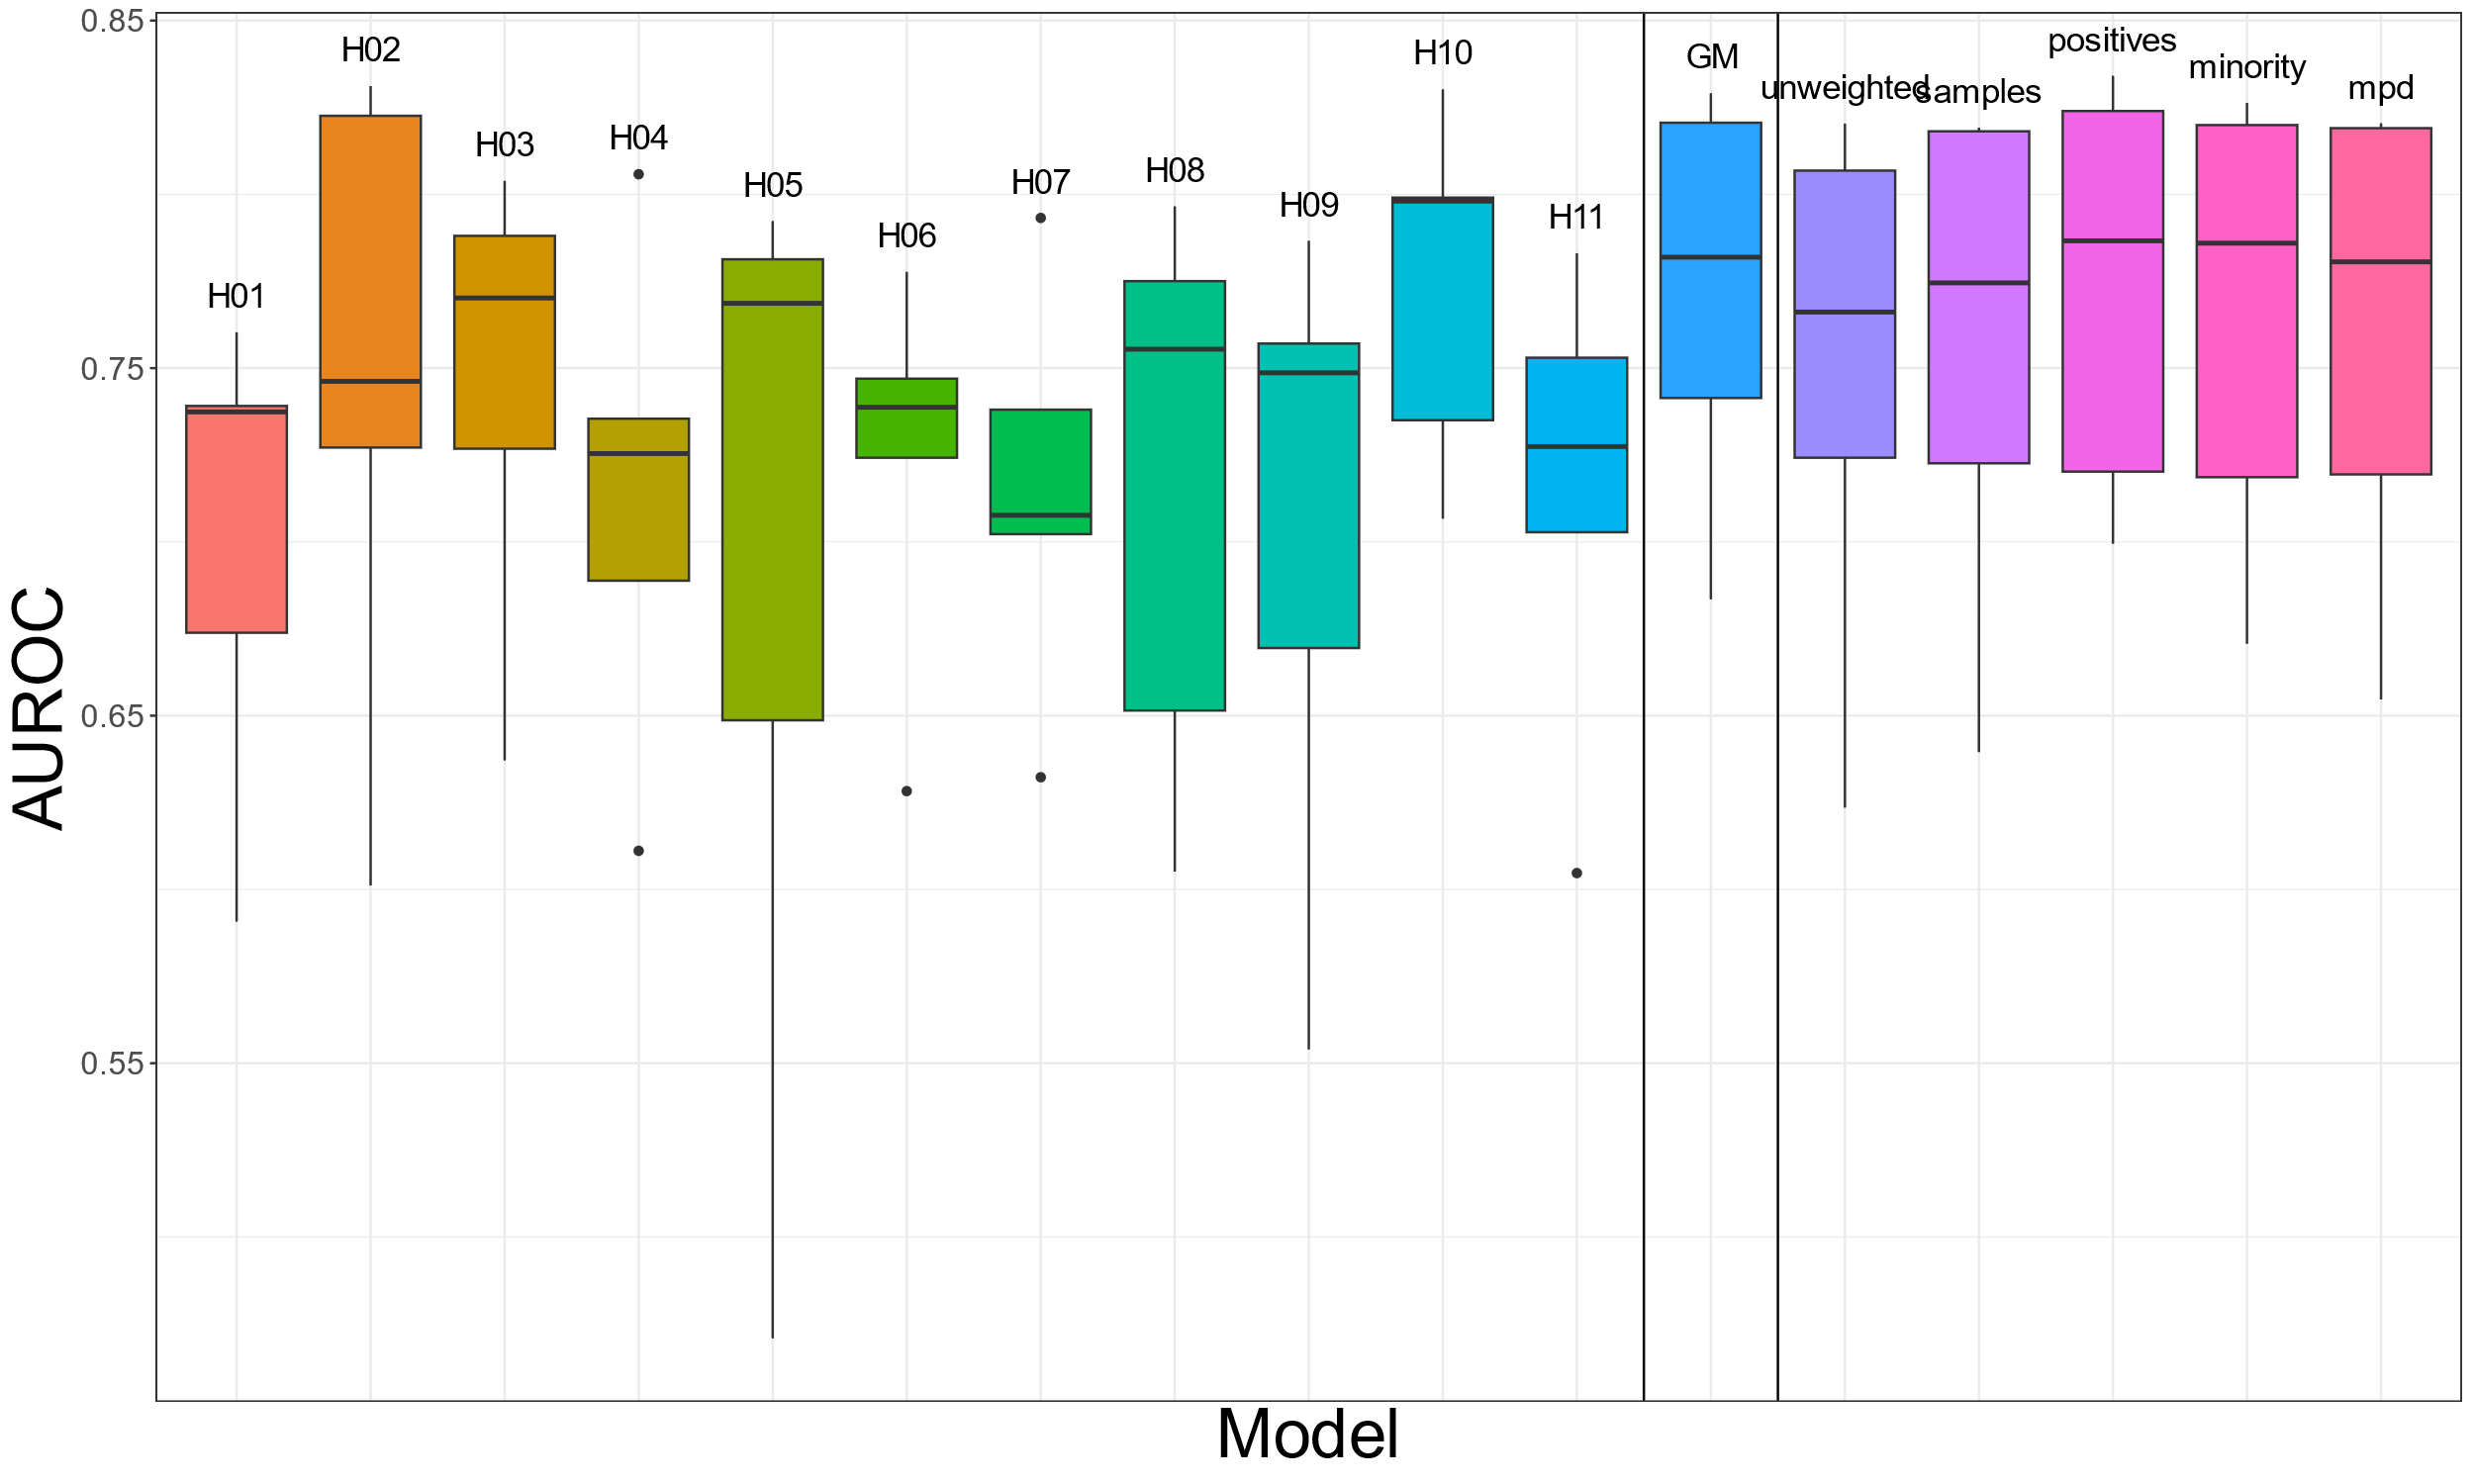 0.85
0.75
0.65
0.55
AUROC
H01
H02
H03
H04
H05
H06
H07
H08
H09
H10
H11
GM
unweighted
samples
positives
minority
mpd
Model